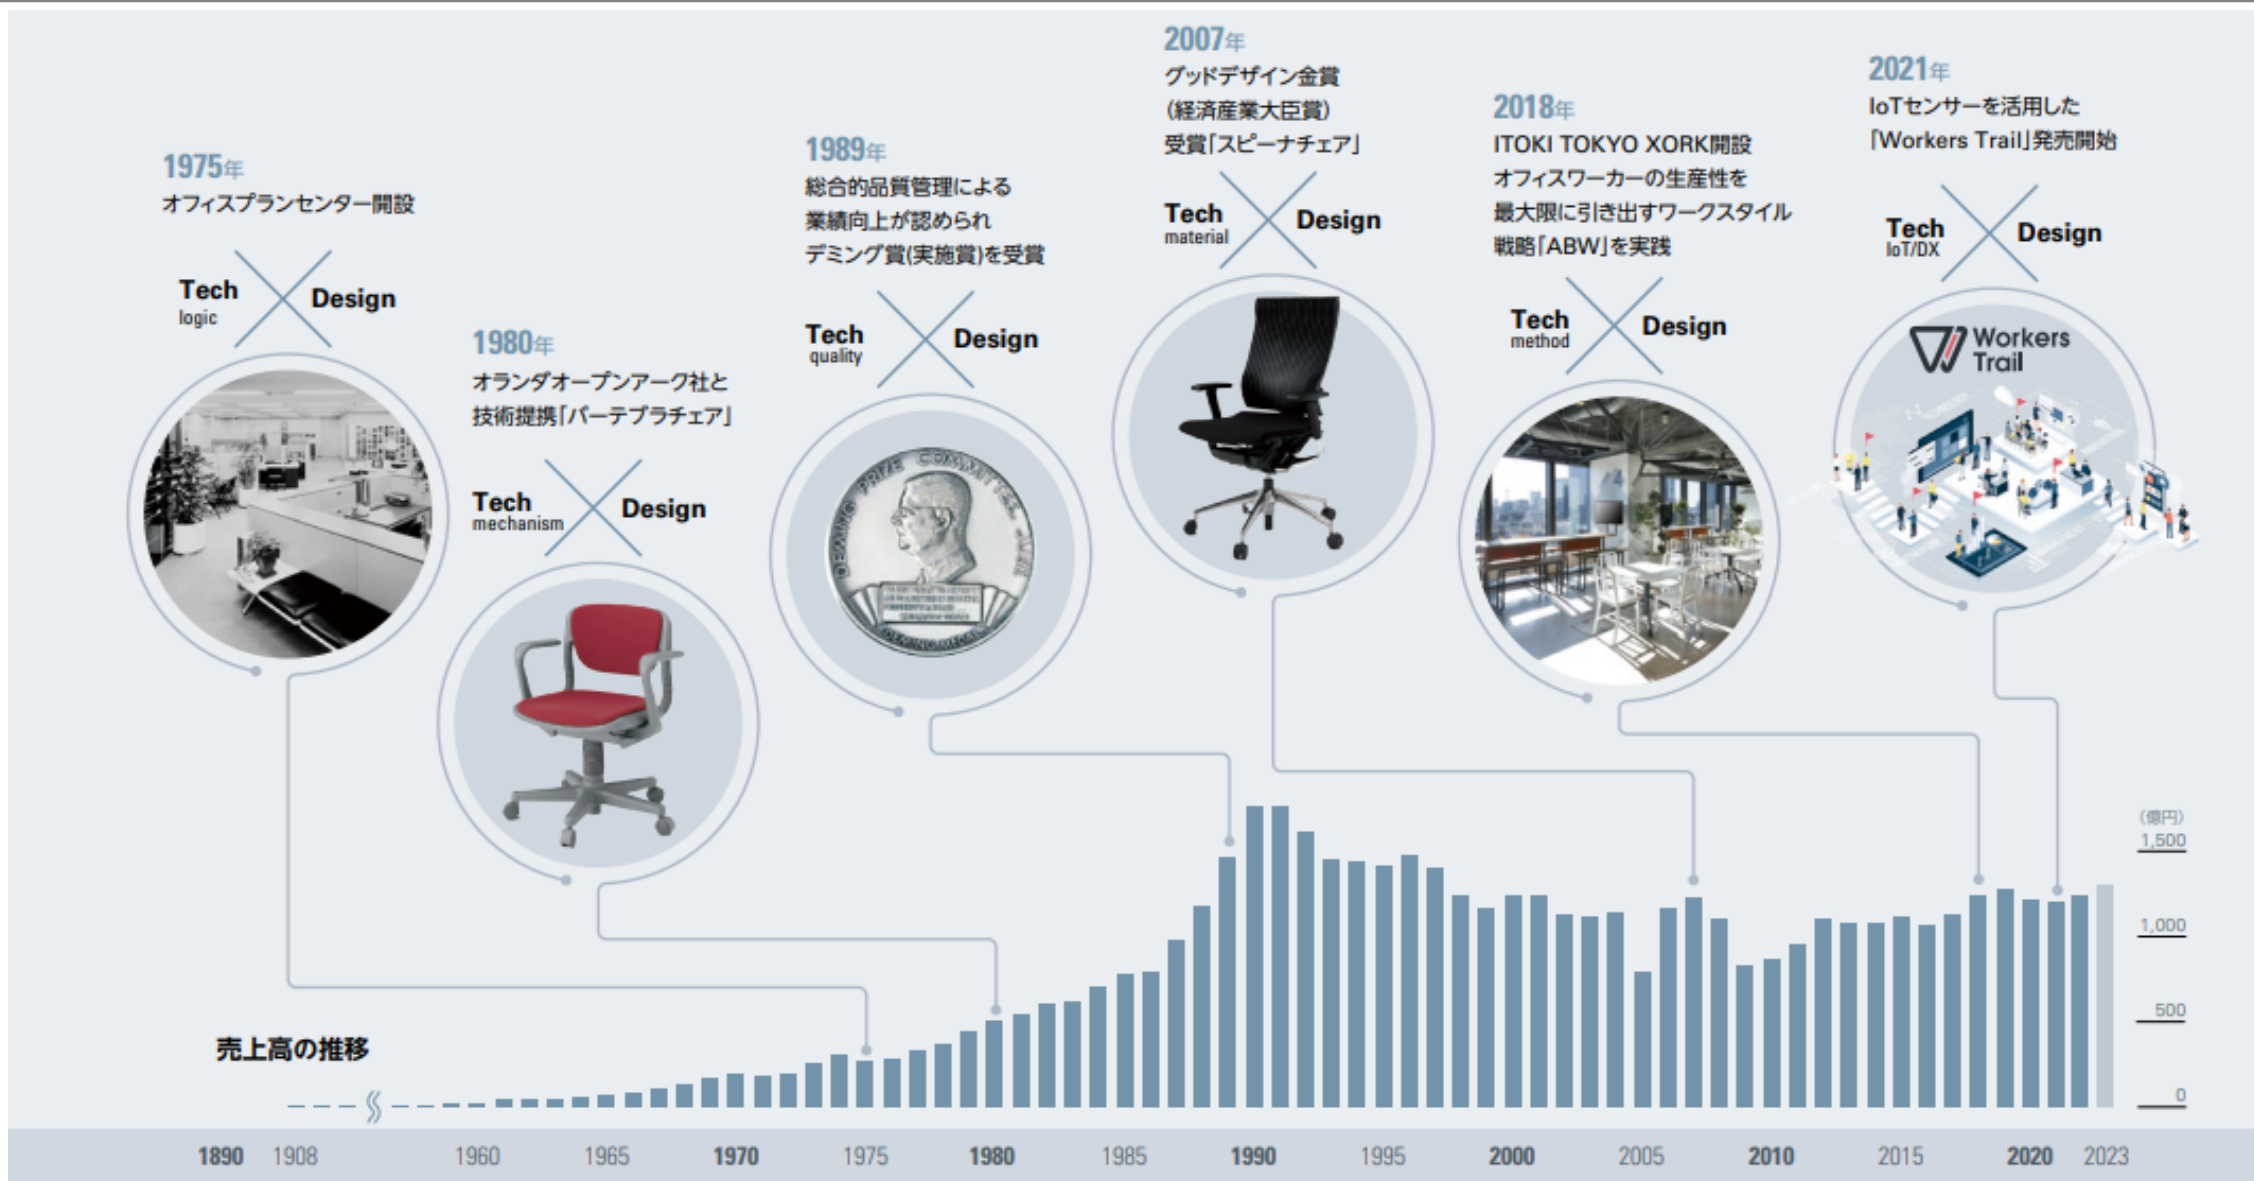 1975年
オフィスプランセンター開設
Tech
logic
Design
1980年
オランダオープンアーク社と
技術提携「バーテブラチェア」
Tech
mechanism
Design
1989年
総合的品質管理による
業績向上が認められ
デミング賞(実施賞)を受賞
Tech
quality
Design
DEMING PRIZE COMMITTEE
DEMING MEDAL
2007年
グッドデザイン金賞
(経済産業大臣賞)
受賞「スピーナチェア」
Tech
material
Design
2018年
ITOKI TOKYO XORK開設
オフィスワーカーの生産性を
最大限に引き出すワークスタイル
戦略「ABW」を実践
Tech
method
Design
2021年
IoTセンサーを活用した
「Workers Trail」発売開始
Tech
IoT/DX
Design
Workers
Trail
売上高の推移
(億円)
1,500
1,000
500
0
1890 1908 1960 1965 1970 1975 1980 1985 1990 1995 2000 2005 2010 2015 2020 2023